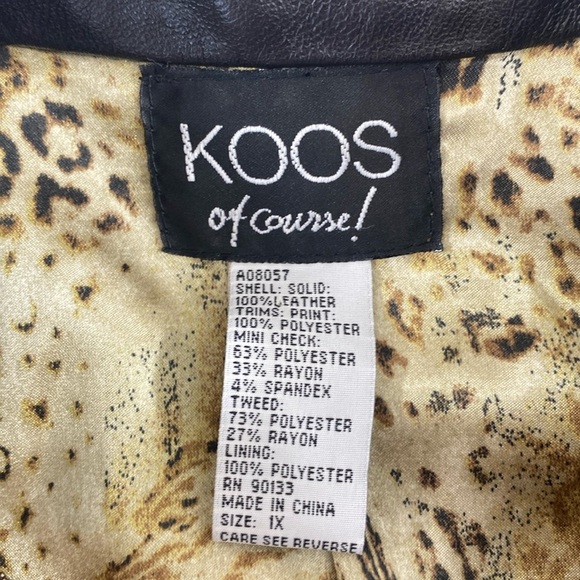 KOOS
of course!
A08057
SHELL: SOLID:
100%LEATHER
TRIMS: PRINT:
100% POLYESTER
MINI CHECK:
63% POLYESTER
33% RAYON
4% SPANDEX
TWEED:
73% POLYESTER
27% RAYON
LINING:
100% POLYESTER
RN 90133
MADE IN CHINA
SIZE: 1X
CARE SEE REVERSE